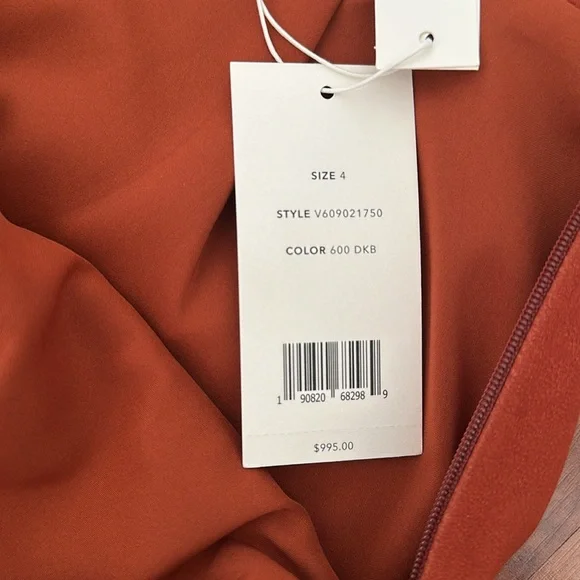 SIZE 4
STYLE V609021750
COLOR 600 DKB
1 90820 68298 9
$995.00